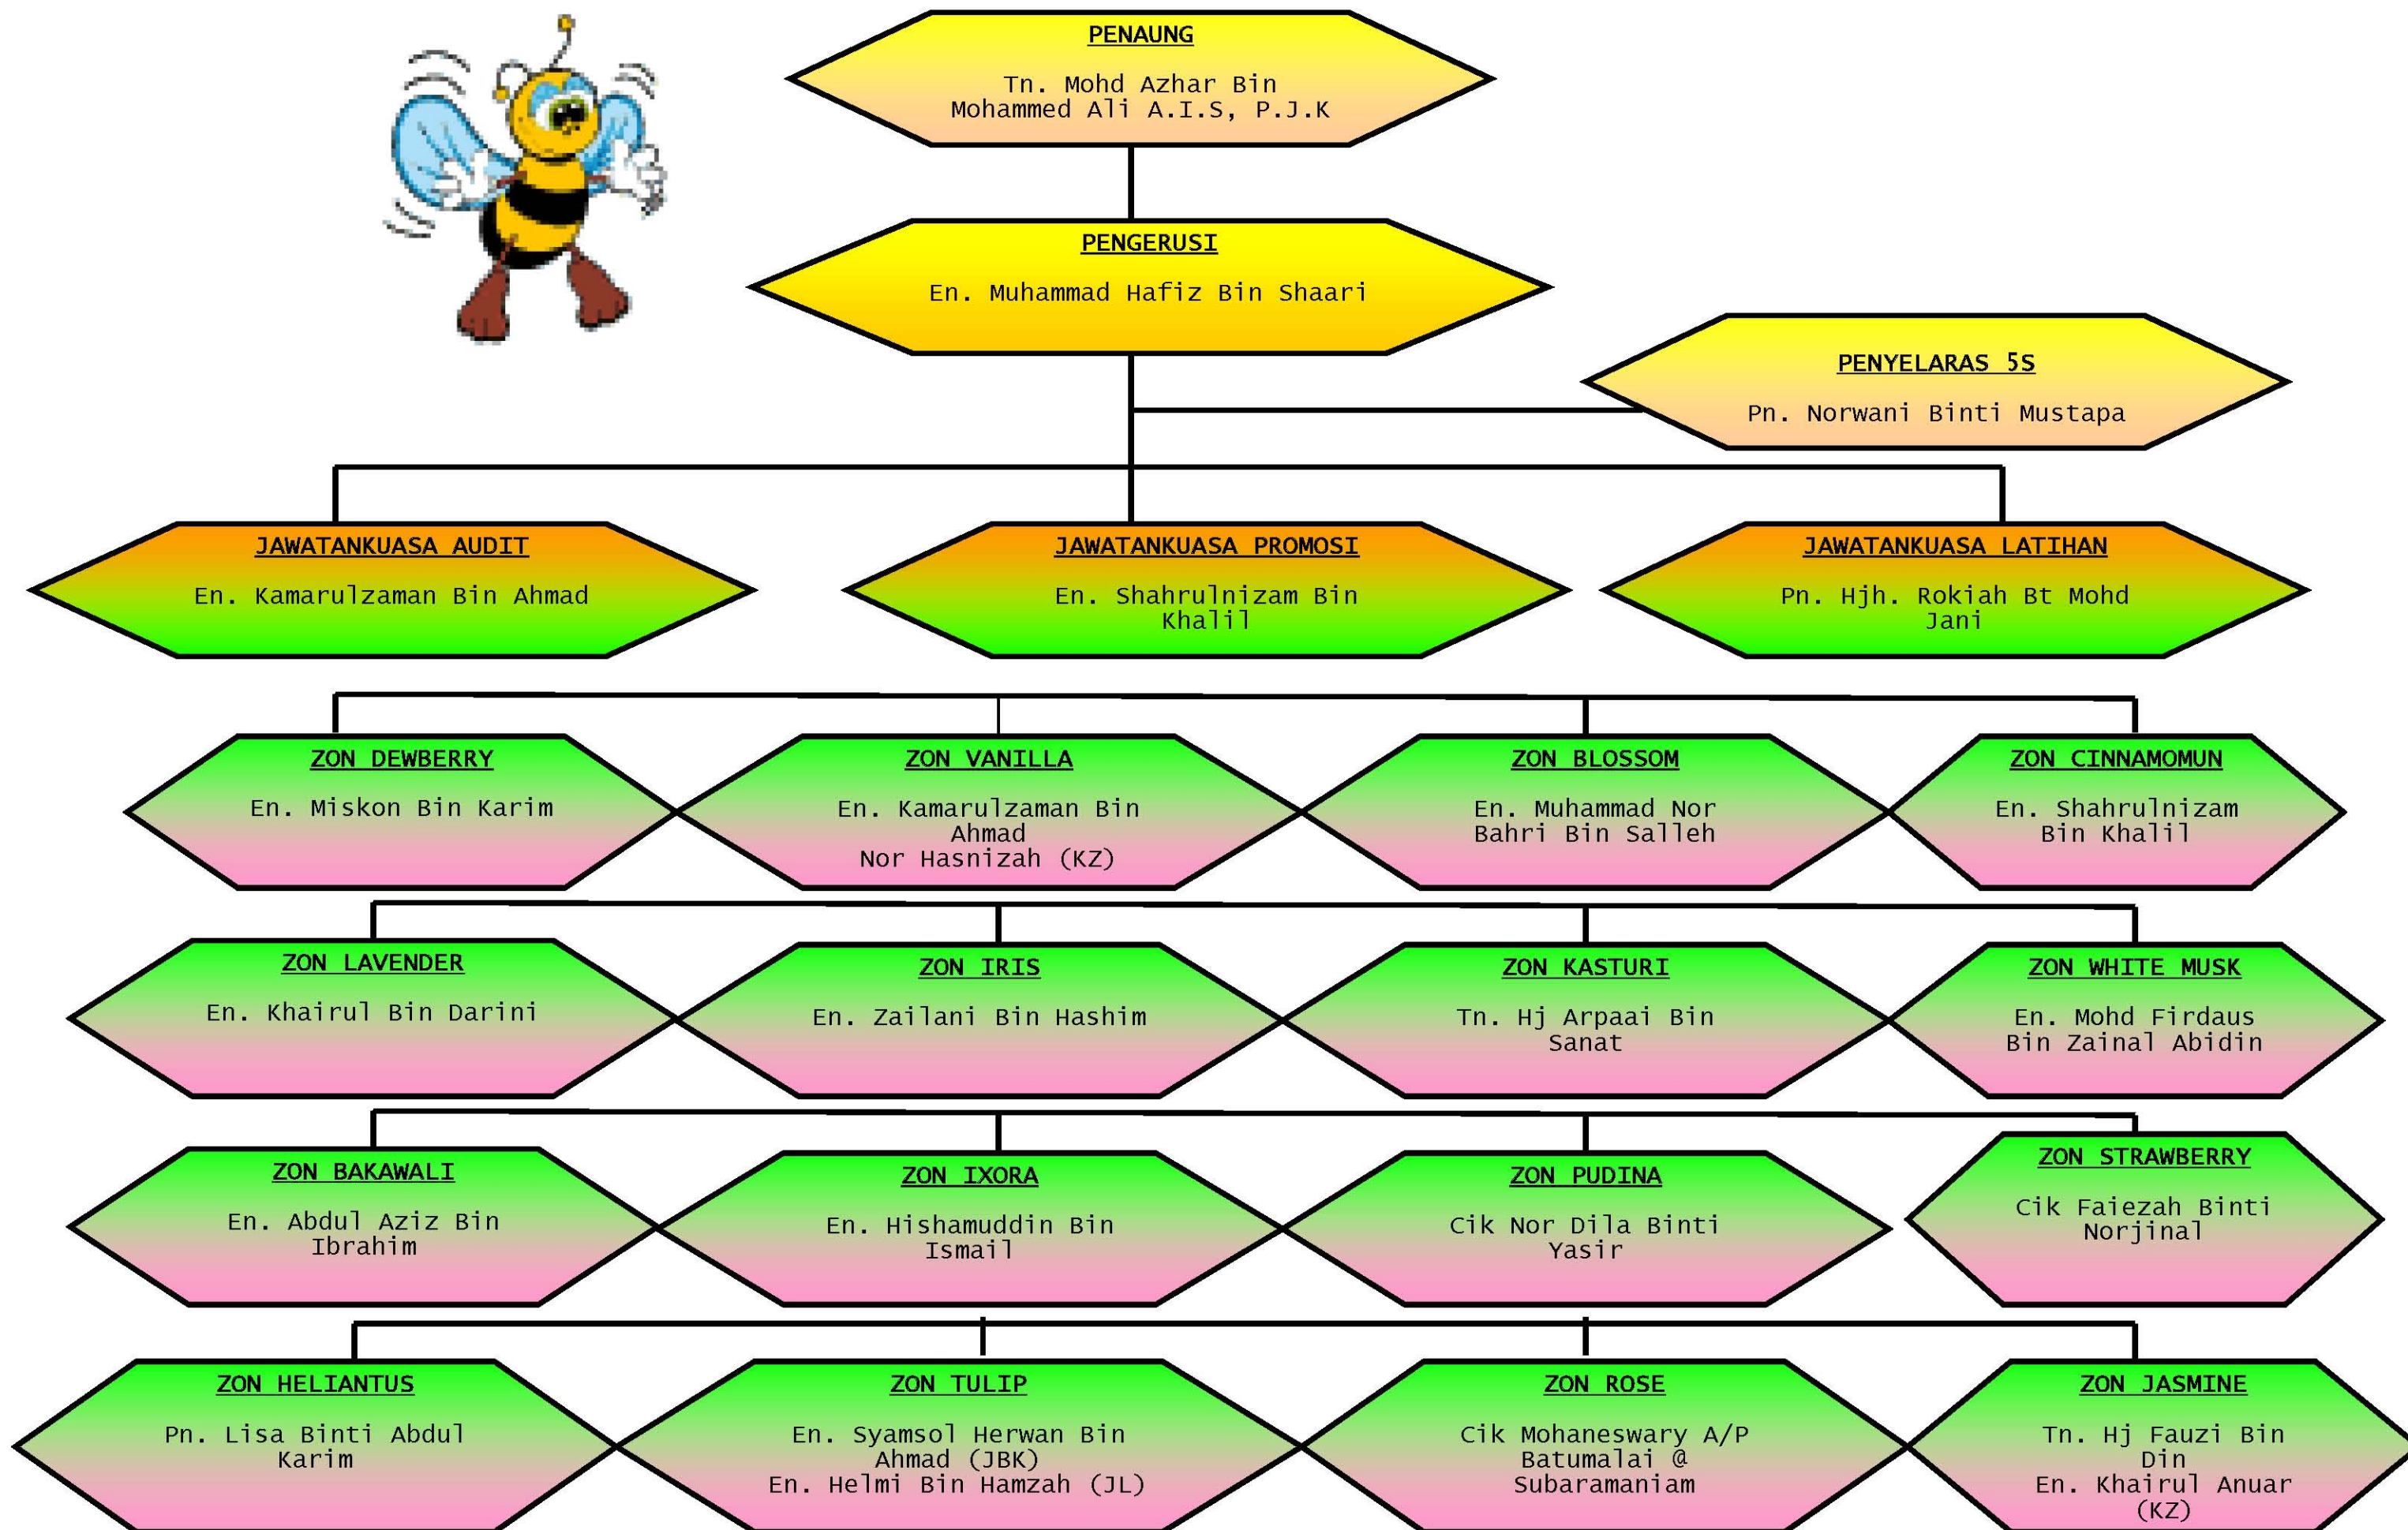 PENAUNG
Tn. Mohd Azhar Bin
Mohammed Ali A.I.S, P.J.K
PENGERUSI
En. Muhammad Hafiz Bin Shaari
PENYELARAS 5S
Pn. Norwani Binti Mustapa
JAWATANKUASA AUDIT
En. Kamarulzaman Bin Ahmad
JAWATANKUASA PROMOSI
En. Shahrulnizam Bin
Khalil
JAWATANKUASA LATIHAN
Pn. Hjh. Rokiah Bt Mohd
Jani
ZON DEWBERRY
En. Miskon Bin Karim
ZON VANILLA
En. Kamarulzaman Bin
Ahmad
Nor Hasnizah (KZ)
ZON BLOSSOM
En. Muhammad Nor
Bahri Bin Salleh
ZON CINNAMOMUN
En. Shahrulnizam
Bin Khalil
ZON LAVENDER
En. Khairul Bin Darini
ZON IRIS
En. Zailani Bin Hashim
ZON KASTURI
Tn. Hj Arpaai Bin
Sanat
ZON WHITE MUSK
En. Mohd Firdaus
Bin Zainal Abidin
ZON BAKAWALI
En. Abdul Aziz Bin
Ibrahim
ZON IXORA
En. Hishamuddin Bin
Ismail
ZON PUDINA
Cik Nor Dila Binti
Yasir
ZON STRAWBERRY
Cik Faiezah Binti
Norjinal
ZON HELIANTUS
Pn. Lisa Binti Abdul
Karim
ZON TULIP
En. Syamsol Herwan Bin
Ahmad (JBK)
En. Helmi Bin Hamzah (JL)
ZON ROSE
Cik Mohaneswary A/P
Batumalai @
Subaramaniam
ZON JASMINE
Tn. Hj Fauzi Bin
Din
En. Khairul Anuar
(KZ)